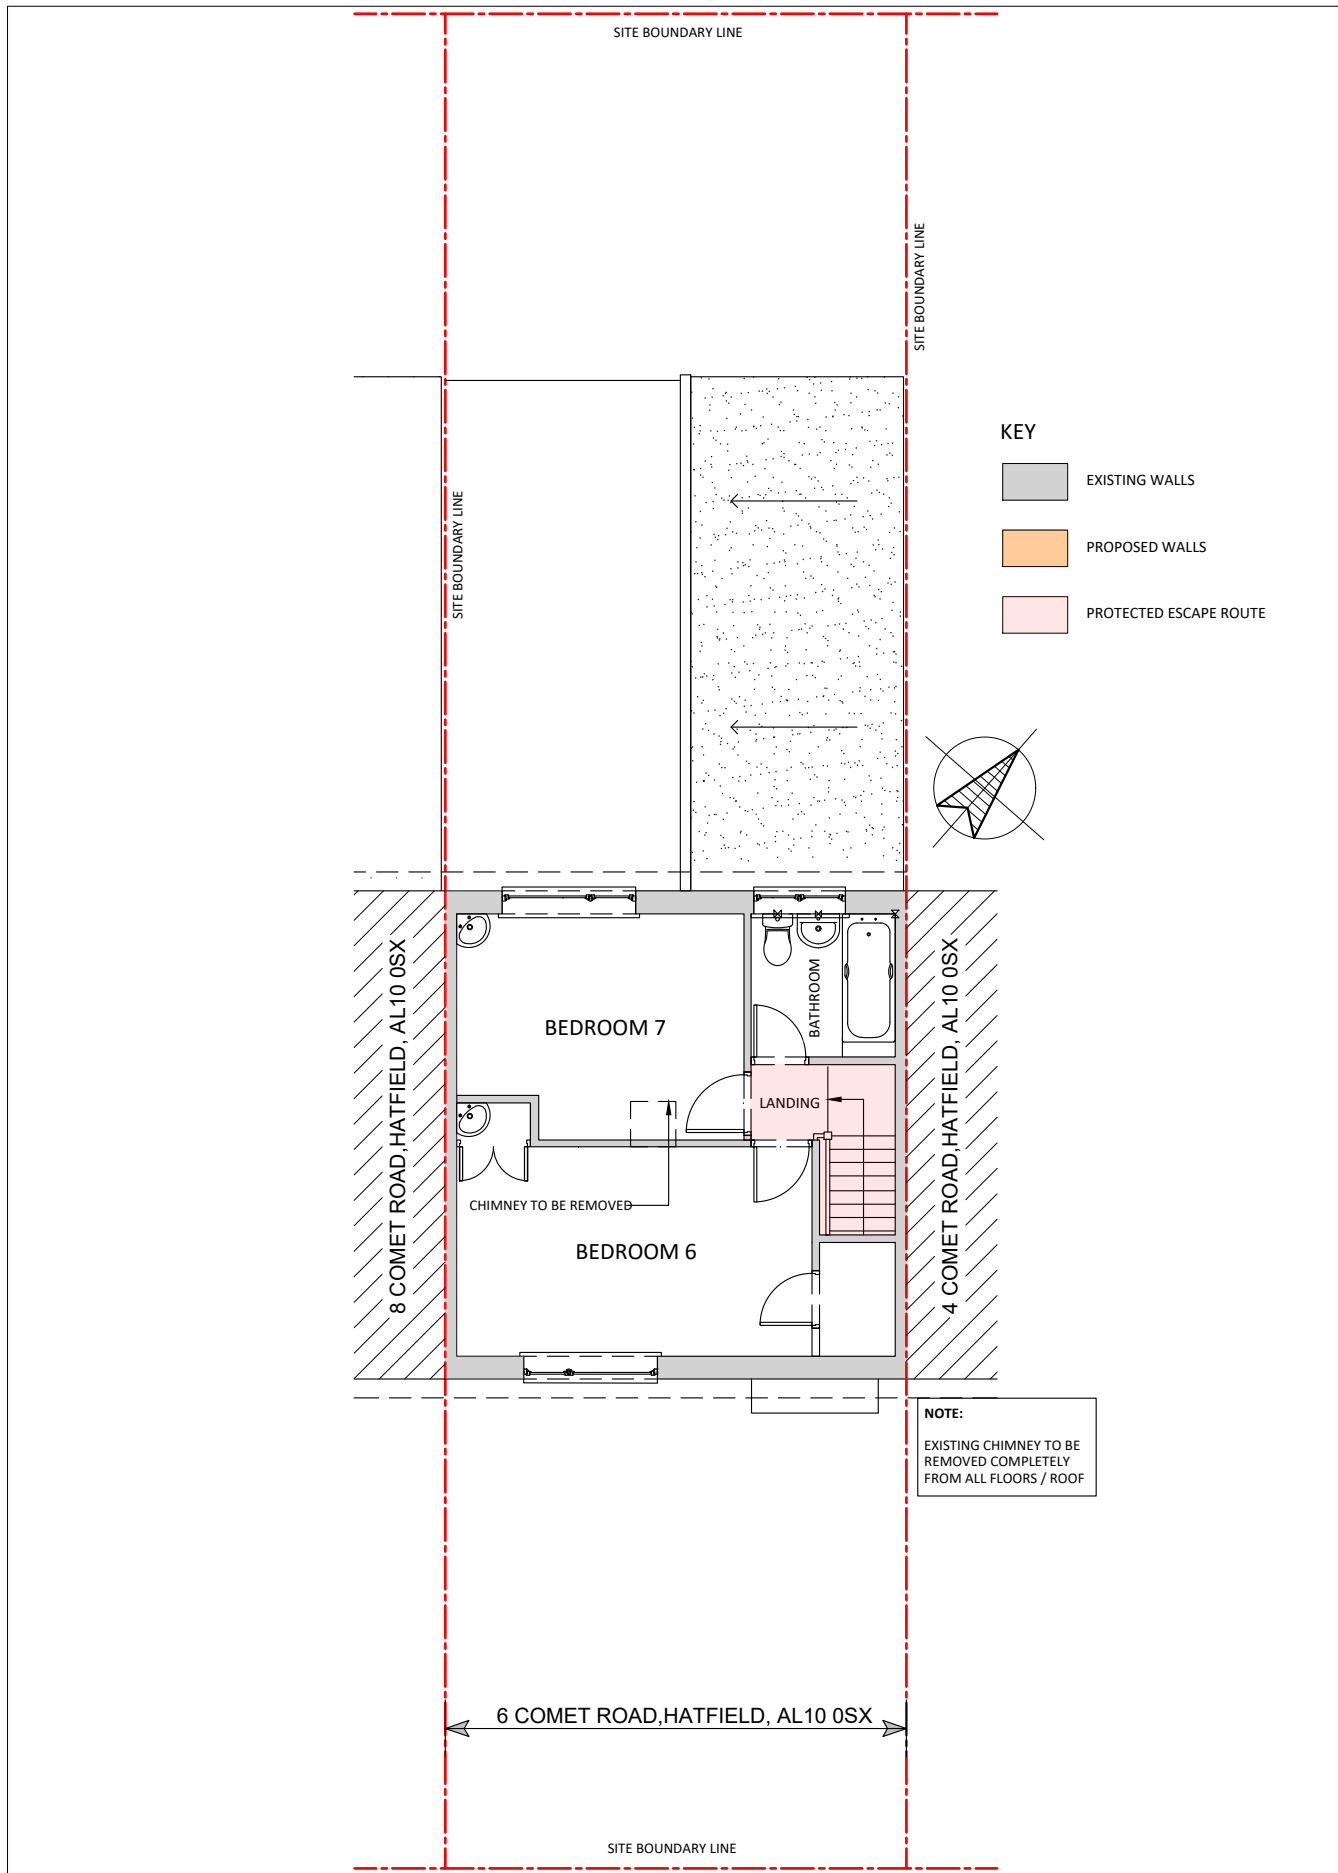 SITE BOUNDARY LINE
SITE BOUNDARY LINE
SITE BOUNDARY LINE
KEY
EXISTING WALLS
PROPOSED WALLS
PROTECTED ESCAPE ROUTE
8 COMET ROAD,HATFIELD, AL10 0SX
BEDROOM 7
BATHROOM
4 COMET ROAD,HATFIELD, AL10 0SX
LANDING
CHIMNEY TO BE REMOVED
BEDROOM 6
NOTE:
EXISTING CHIMNEY TO BE
REMOVED COMPLETELY
FROM ALL FLOORS / ROOF
6 COMET ROAD,HATFIELD, AL10 0SX
SITE BOUNDARY LINE